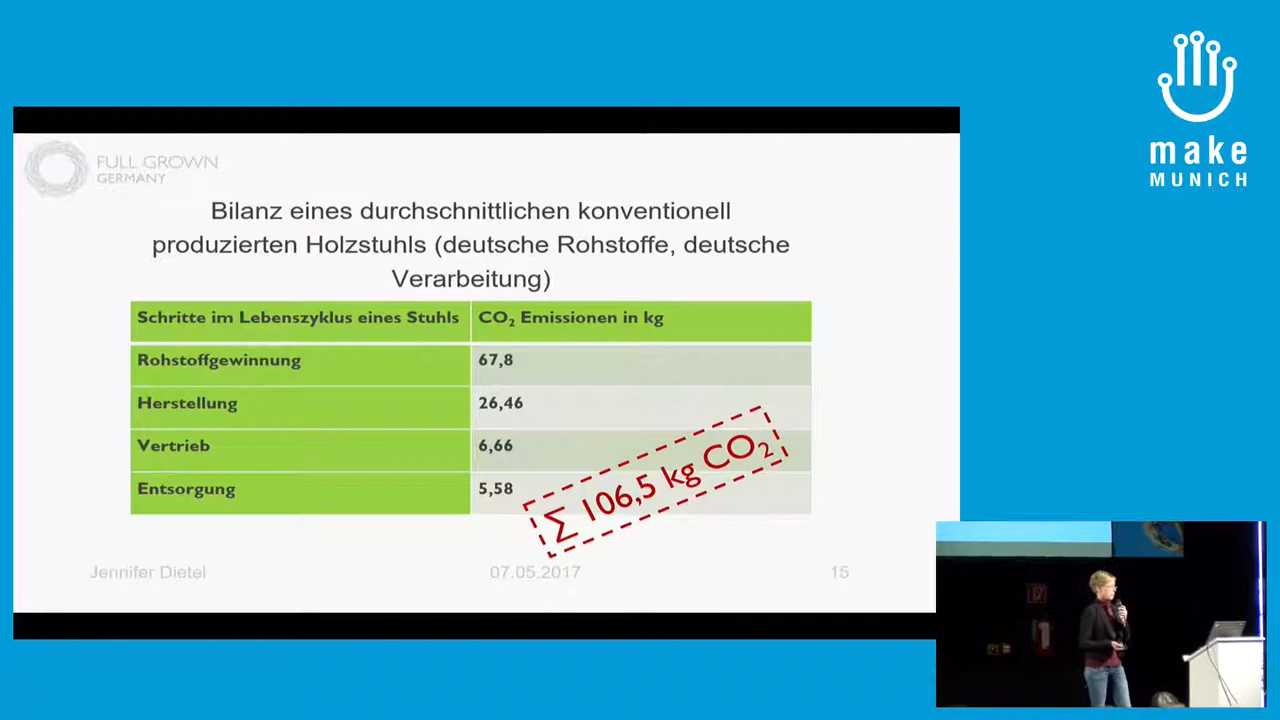 make
MUNICH
FULL GROWN
GERMANY
Bilanz eines durchschnittlichen konventionell
produzierten Holzstuhls (deutsche Rohstoffe, deutsche
Verarbeitung)
Schritte im Lebenszyklus eines Stuhls CO₂ Emissionen in kg
Rohstoffgewinnung 67,8
Herstellung 26,46
Vertrieb 6,66
Entsorgung 5,58
∑ 106,5 kg CO₂
Jennifer Dietel 07.05.2017 15